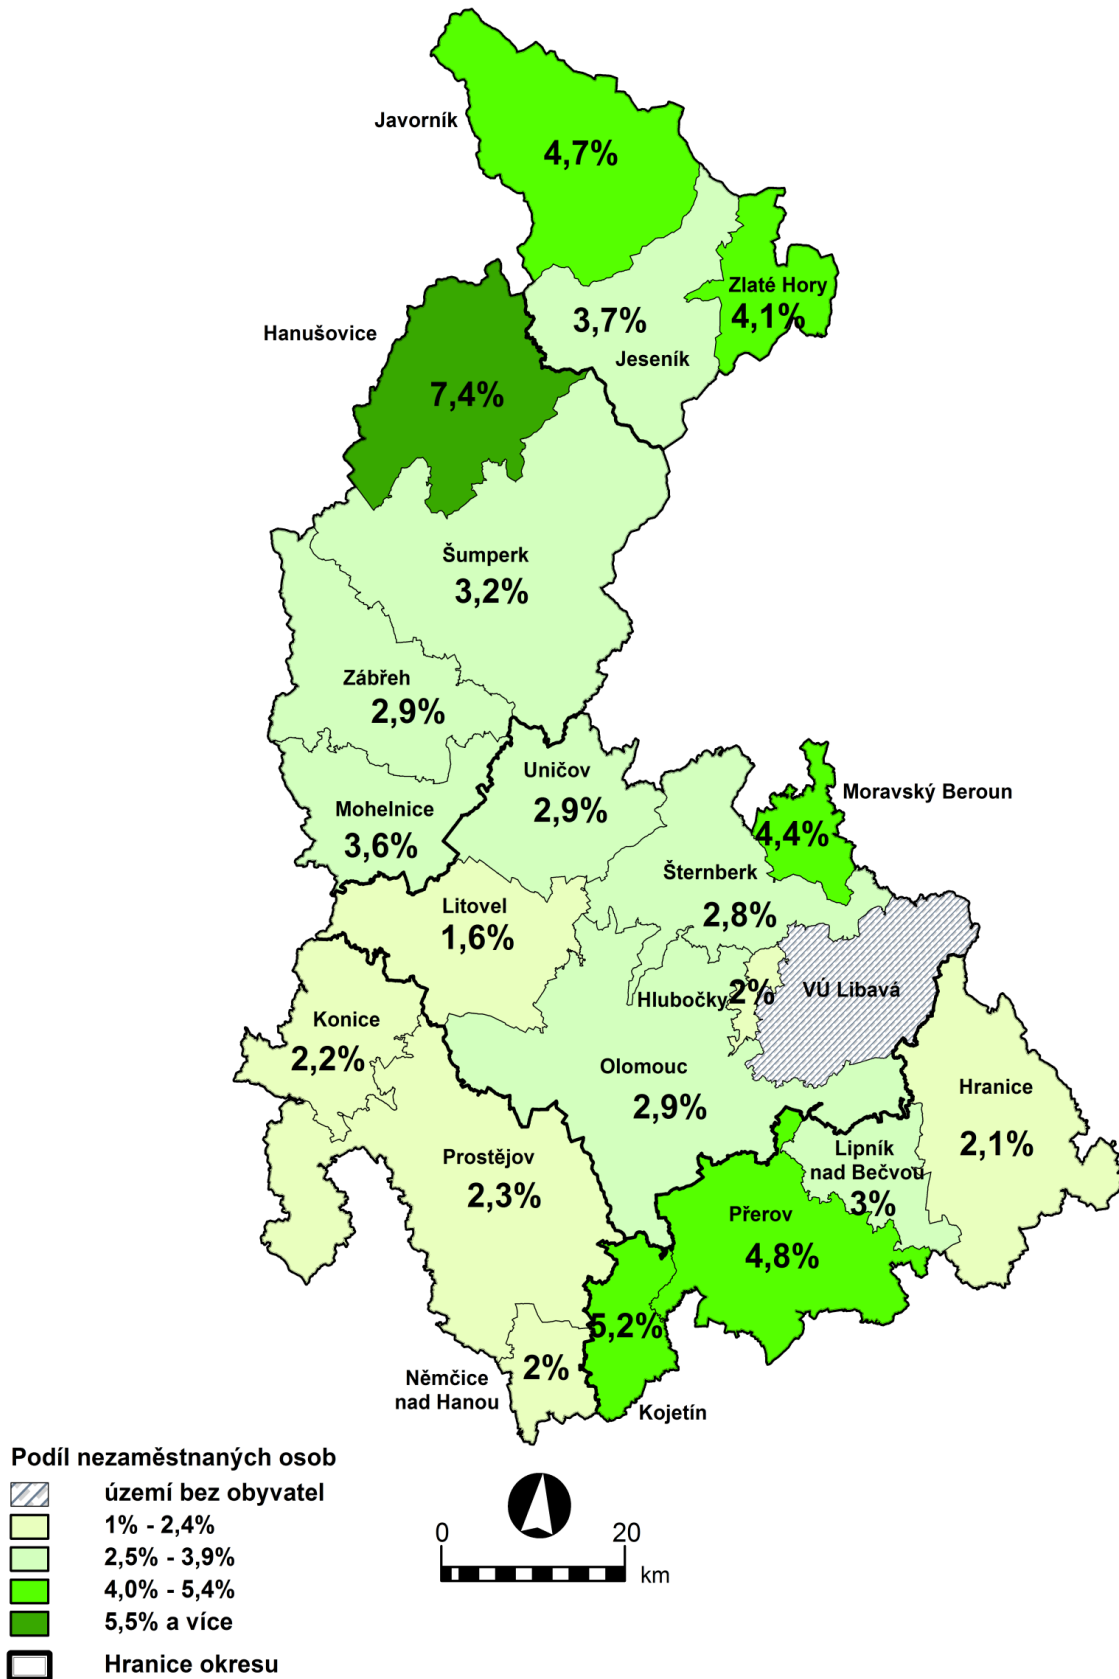 Javorník
4,7%
Zlaté Hory
4,1%
3,7%
Jeseník
Hanušovice
7,4%
Šumperk
3,2%
Zábřeh
2,9%
Uničov
2,9%
Moravský Beroun
4,4%
Mohelnice
3,6%
Šternberk
2,8%
Litovel
1,6%
Hlubočky
2%
VÚ Libavá
Konice
2,2%
Olomouc
2,9%
Hranice
2,1%
Prostějov
2,3%
Lipník
nad Bečvou
3%
Přerov
4,8%
5,2%
Kojetín
2%
Němčice
nad Hanou
Podíl nezaměstnaných osob
území bez obyvatel
1% - 2,4%
2,5% - 3,9%
4,0% - 5,4%
5,5% a více
Hranice okresu
0 20
km